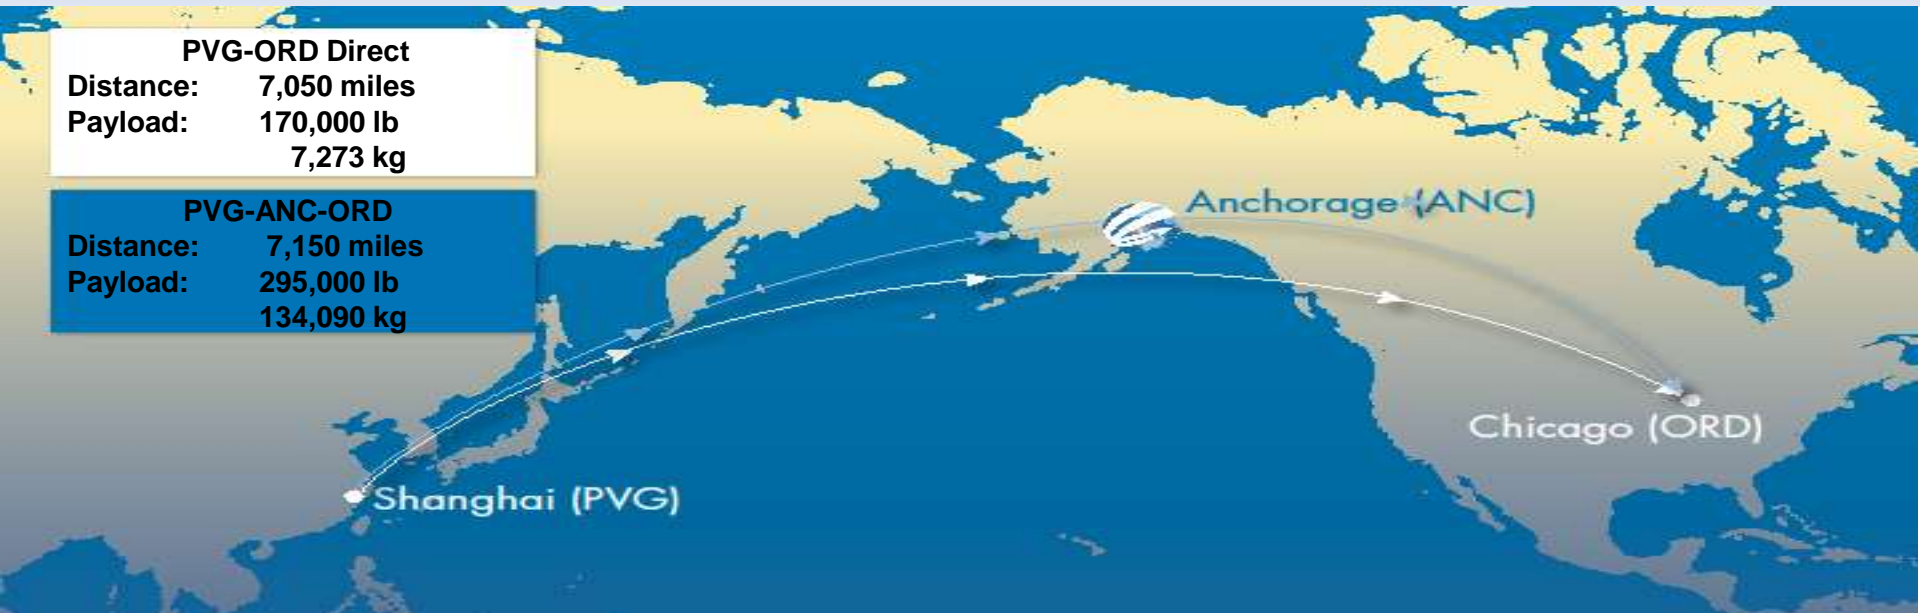 PVG-ORD Direct
Distance: 7,050 miles
Payload: 170,000 lb
7,273 kg
PVG-ANC-ORD
Distance: 7,150 miles
Payload: 295,000 lb
134,090 kg
Anchorage (ANC)
Chicago (ORD)
Shanghai (PVG)